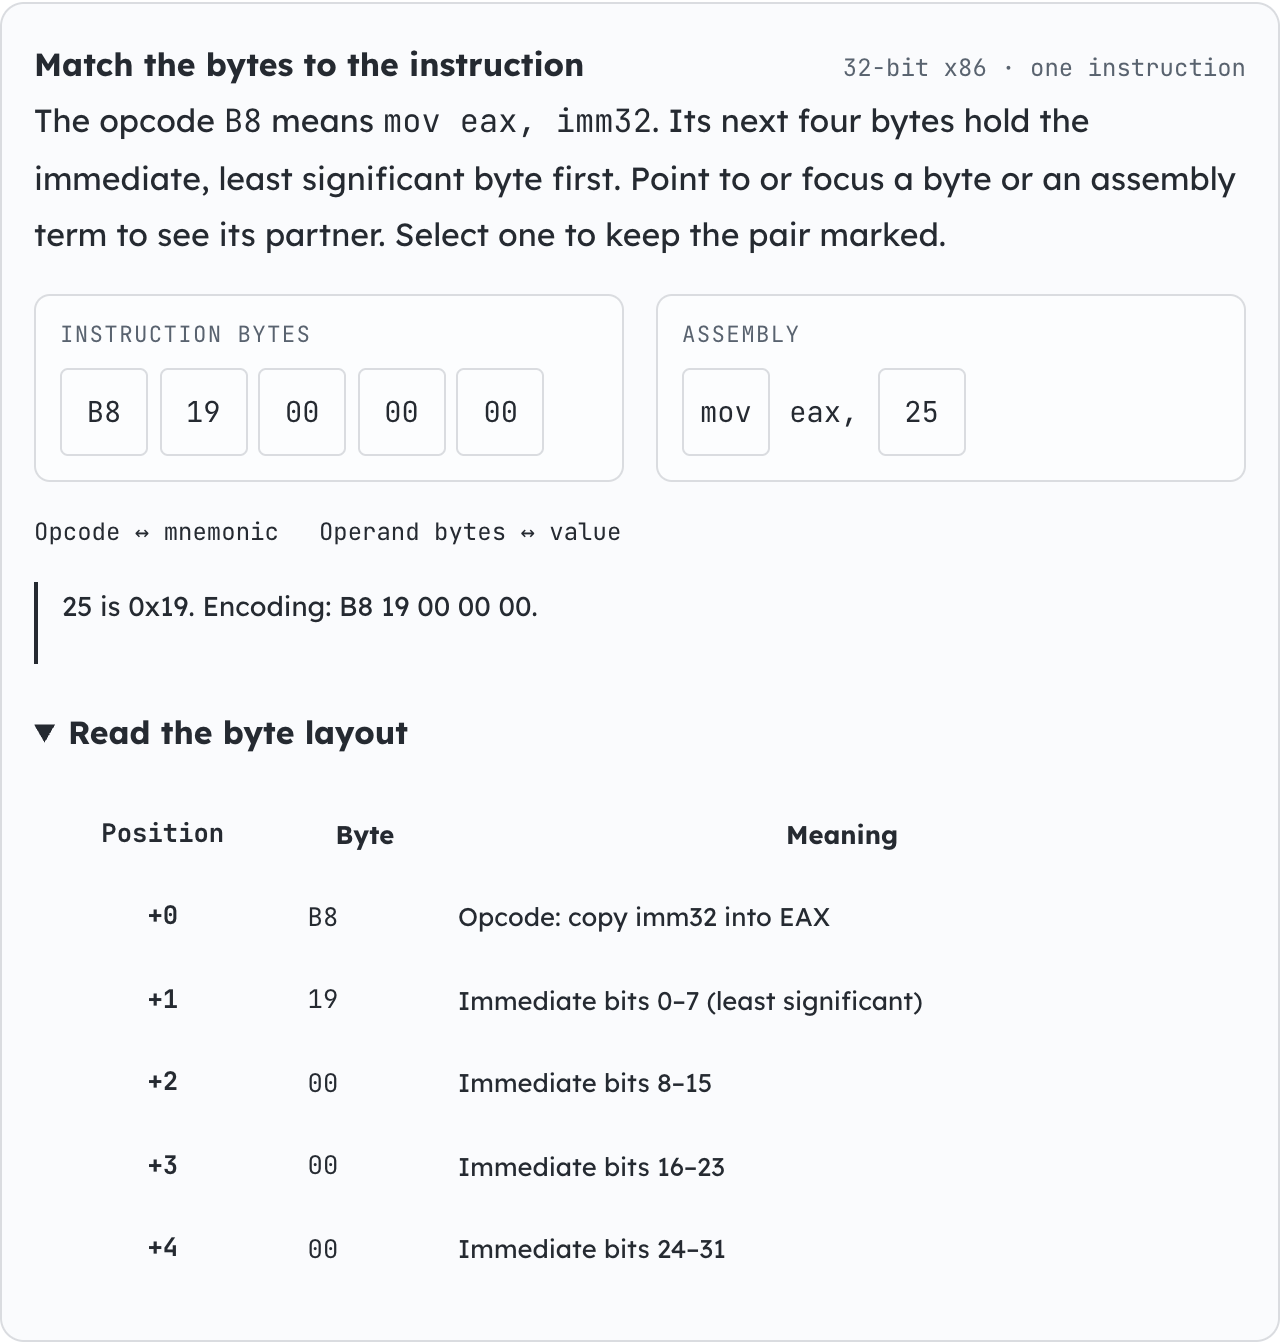 Match the bytes to the instruction
32-bit x86 · one instruction
The opcode B8 means mov eax, imm32. Its next four bytes hold the
immediate, least significant byte first. Point to or focus a byte or an assembly
term to see its partner. Select one to keep the pair marked.
INSTRUCTION BYTES
B8 19 00 00 00
ASSEMBLY
mov eax, 25
Opcode ↔ mnemonic Operand bytes ↔ value
25 is 0x19. Encoding: B8 19 00 00 00.
▼ Read the byte layout
Position Byte Meaning
+0 B8 Opcode: copy imm32 into EAX
+1 19 Immediate bits 0–7 (least significant)
+2 00 Immediate bits 8–15
+3 00 Immediate bits 16–23
+4 00 Immediate bits 24–31